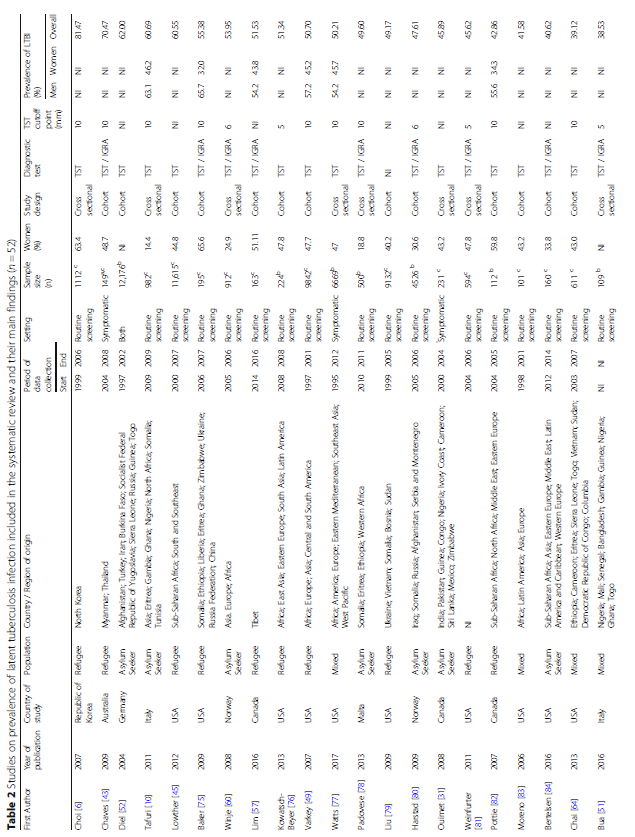 Table 2 Studies on prevalence of latent tuberculosis infection included in the systematic review and their main findings (n = 52)
First Author Year of Country of Population Country / Region of origin Period of Setting Sample Women Study Diagnostic TST Prevalence of LTBI
publication study data size (%) design test cutoff (%)
collection (n) point Men Women Overall
Start End (mm)
Choi [6] 2007 Republic of Refugee North Korea 1999 2006 Routine 1112 c 63.4 Cross TST 10 NI NI 81.47
Korea screening sectional
Chaves [43] 2009 Australia Refugee Myanmar; Thailand 2004 2008 Symptomatic 149ac 48.7 Cohort TST / IGRA 10 NI NI 70.47
Diel [52] 2004 Germany Asylum Afghanistan; Turkey; Iran; Burkina Faso; Socialist Federal 1997 2002 Both 12,176b NI Cohort TST NI NI NI 62.00
Seeker Republic of Yugoslavia; Sierra Leone; Russia; Guinea; Togo
Tafuri [10] 2011 Italy Asylum Asia; Eritrea; Gambia; Ghana; Nigeria; North Africa; Somalia; 2009 2009 Routine 982c 14.4 Cross TST 10 63.1 46.2 60.69
Seeker Tunisia screening sectional
Lowther [45] 2012 USA Refugee Sub-Saharan Africa; South and Southeast 2000 2007 Routine 11,615c 44.8 Cohort TST NI NI NI 60.55
screening
Baker [75] 2009 USA Refugee Somalia; Ethiopia; Liberia; Eritrea; Ghana; Zimbabwe; Ukraine; 2006 2007 Routine 195c 65.6 Cohort TST / IGRA 10 65.7 32.0 55.38
Russia Federation; China screening
Winje [60] 2008 Norway Asylum Asia; Europe; Africa 2005 2006 Routine 912c 24.9 Cross TST / IGRA 6 NI NI 53.95
Seeker screening sectional
Lim [57] 2016 Canada Refugee Tibet 2014 2016 Routine 163c 51.11 Cohort TST / IGRA NI 54.2 43.8 51.53
screening
Kowatsch- 2013 USA Refugee Africa; East Asia; Eastern Europe; South Asia; Latin America 2008 2008 Routine 224b 47.8 Cohort TST 5 NI NI 51.34
Beyer [76] screening
Varkey [49] 2007 USA Refugee Africa; Europe; Asia; Central and South America 1997 2001 Routine 9842c 47.7 Cohort TST 10 57.2 45.2 50.70
screening
Watts [77] 2017 USA Mixed Africa; America; Europe; Eastern Mediterranean; Southeast Asia; 1995 2012 Symptomatic 6669b 47 Cross TST 10 54.2 45.7 50.21
West Pacific sectional
Padovese [78] 2013 Malta Asylum Somalia; Eritrea; Ethiopia; Western Africa 2010 2011 Routine 500b 18.8 Cross TST 10 NI NI 49.60
Seeker screening sectional
Liu [79] 2009 USA Refugee Ukraine; Vietnam; Somalia; Bosnia; Sudan 1999 2005 Routine 9132c 40.2 Cohort NI NI NI NI 49.17
screening
Harstad [80] 2009 Norway Asylum Iraq; Somalia; Russia; Afghanistan; Serbia and Montenegro 2005 2006 Routine 4526 b 30.6 Cohort TST / IGRA 6 NI NI 47.61
Seeker screening
Ouimet [31] 2008 Canada Asylum India; Pakistan; Guinea; Congo; Nigeria; Ivory Coast; Cameroon; 2000 2004 Symptomatic 231 c 43.2 Cross TST 10 NI NI 45.89
Seeker Sri Lanka; Mexico; Zimbabwe sectional
Weinfurter 2011 USA Refugee NI 2004 2006 Routine 594c 47.8 Cross TST / IGRA 5 NI NI 45.62
[81] screening sectional
Pottie [82] 2007 Canada Refugee Sub-Saharan Africa; North Africa; Middle East; Eastern Europe 2004 2005 Routine 112 b 59.8 Cohort TST 10 55.6 34.3 42.86
screening
Moreno [83] 2006 USA Mixed Africa; Latin America; Asia; Europe 1998 2001 Routine 101 c 43.2 Cohort TST NI NI NI 41.58
screening
Bertelsen [84] 2016 USA Asylum Sub-Saharan Africa; Asia; Eastern Europe; Middle East; Latin 2012 2014 Routine 160 c 33.8 Cohort TST / IGRA NI NI NI 40.62
Seeker America and Caribbean; Western Europe screening
Chai [64] 2013 USA Mixed Ethiopia; Cameroon; Eritrea; Sierra Leone; Togo; Vietnam; Sudan; 2003 2007 Routine 611 c 43.0 Cohort TST 10 NI NI 39.12
Democratic Republic of Congo; Columbia screening
Bua [51] 2016 Italy Mixed Nigeria; Mali; Senegal; Bangladesh; Gambia; Guinea; Nigeria; NI NI Routine 109 b NI Cross TST / IGRA 5 NI NI 38.53
Ghana; Togo screening sectional